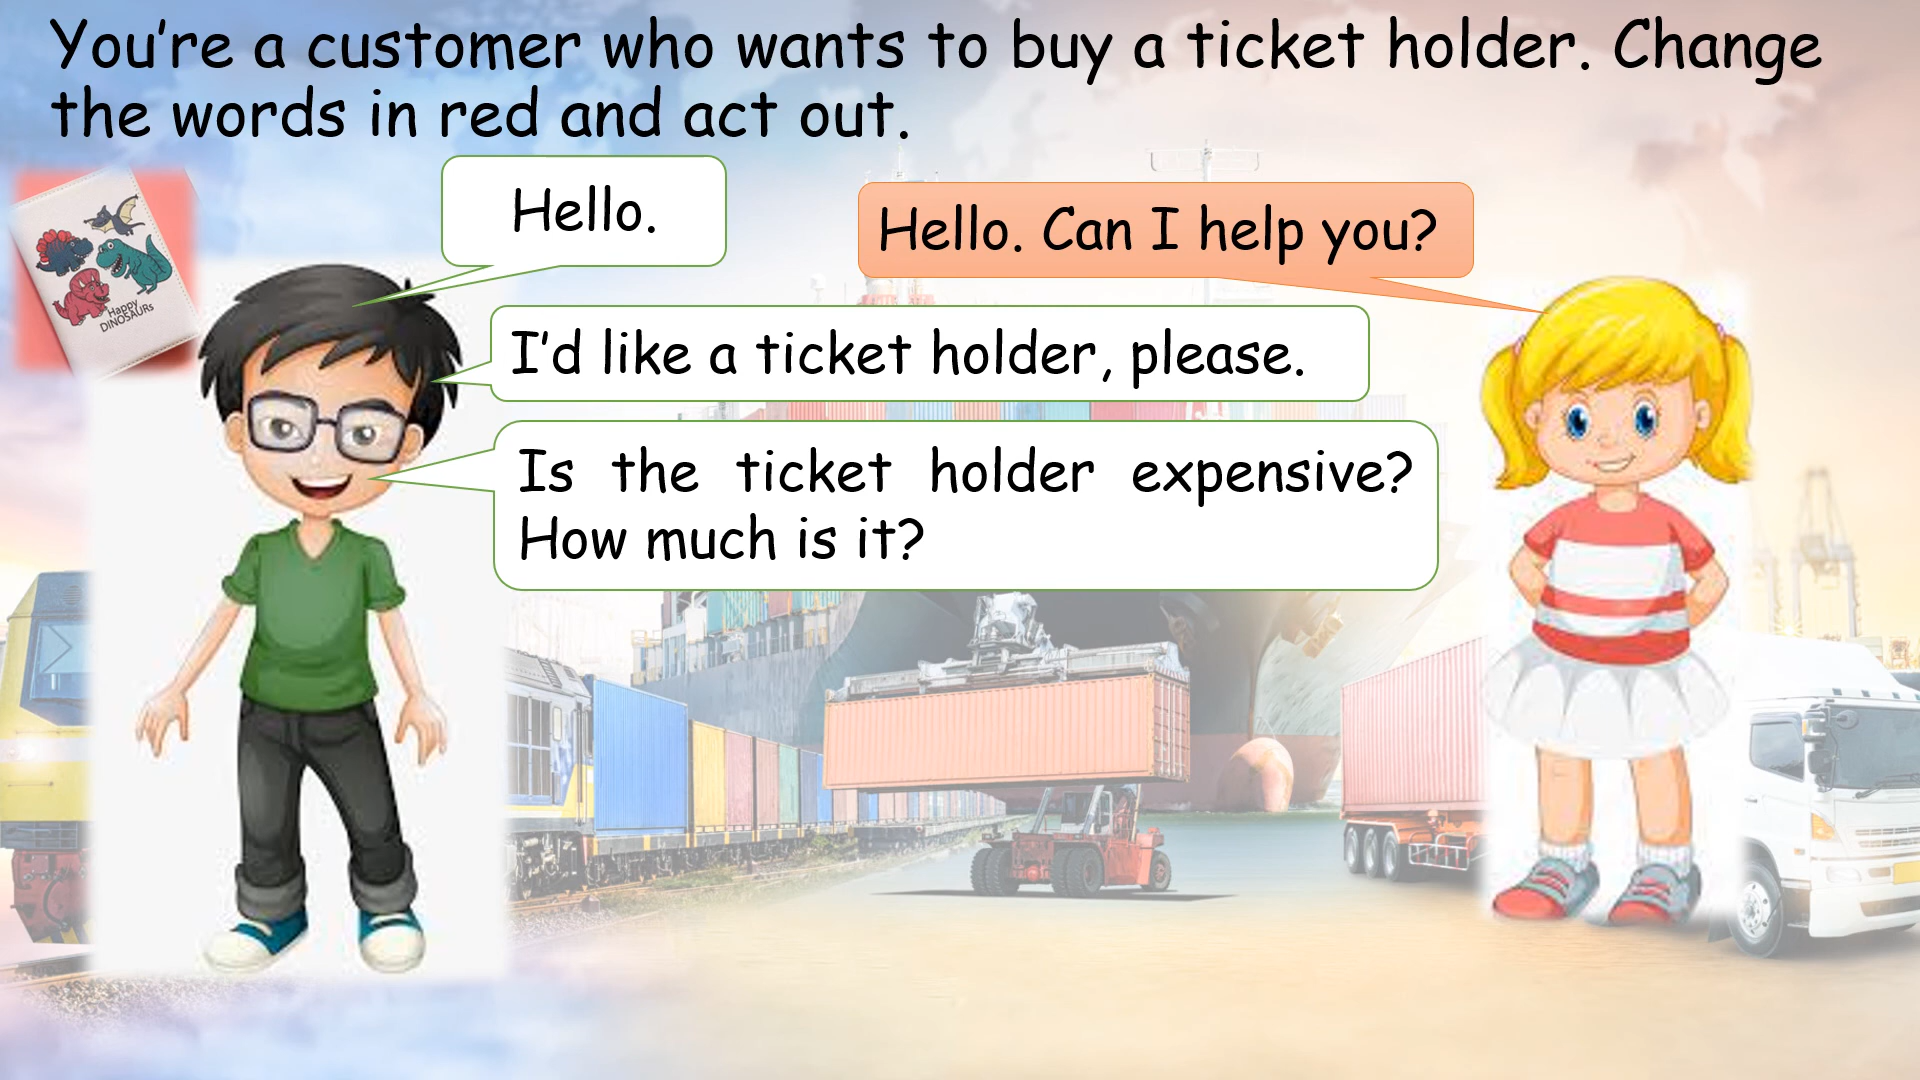 You’re a customer who wants to buy a ticket holder. Change
the words in red and act out.
Hello.
Hello. Can I help you?
Happy
DINOSAURs
I’d like a ticket holder, please.
Is the ticket holder expensive?
How much is it?